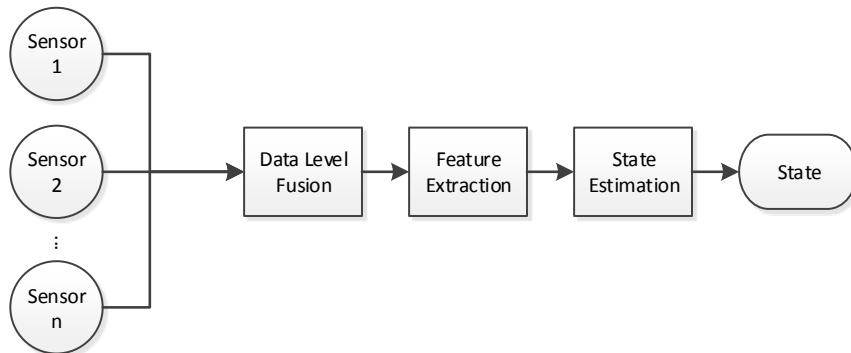 Sensor
1
Sensor
2
...
Sensor
n
Data Level
Fusion
Feature
Extraction
State
Estimation
State